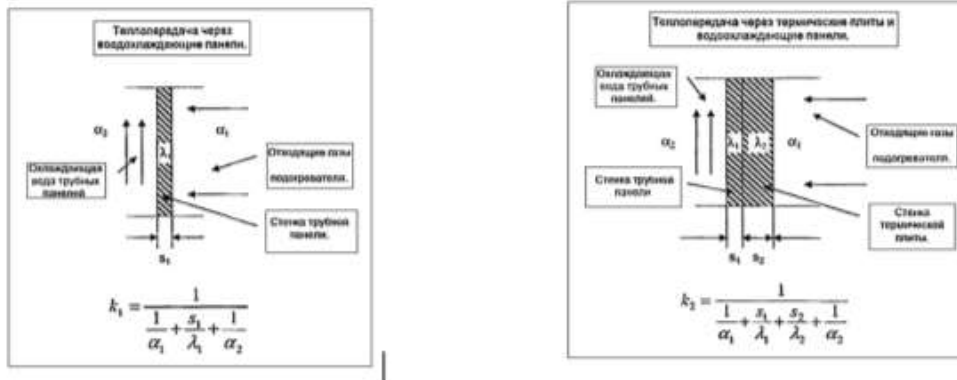 Теплопередача через
водоохлаждающие панели.
α₂
λ₁
α₁
Охлаждающая
вода трубных
панелей
Отходящие газы
подогревателя.
Стенка трубной
панели.
s₁
k₁ = 1 / (1/α₁ + s₁/λ₁ + 1/α₂)
Теплопередача через термические плиты и
водоохлаждающие панели.
Охлаждающая
вода трубных
панелей.
α₂
λ₁
λ₂
α₁
Отходящие газы
подогревателя.
Стенка трубной
панели
Стенка
термической
плиты.
s₁
s₂
k₂ = 1 / (1/α₁ + s₁/λ₁ + s₂/λ₂ + 1/α₂)